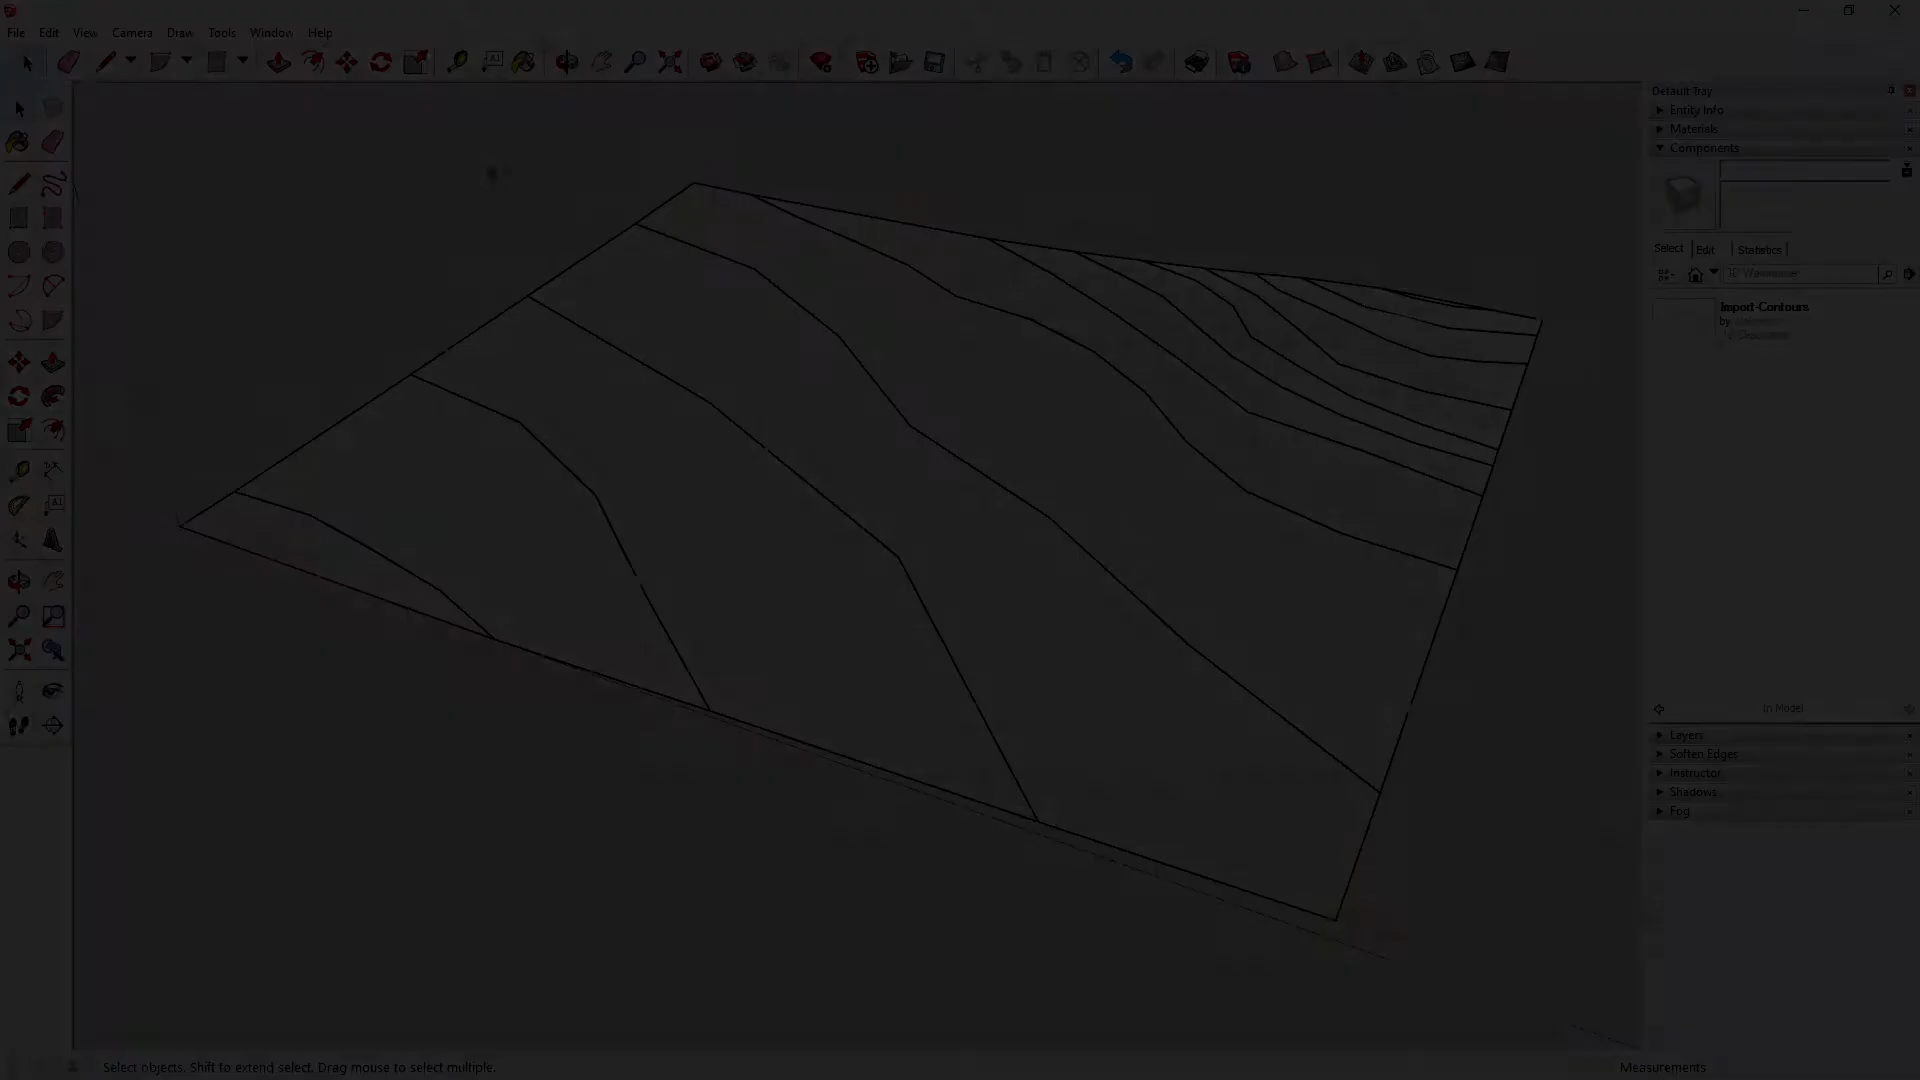 File Edit View Camera Draw Tools Window Help
Default Tray
Entity Info
Materials
Components
Select Edit Statistics
3D Warehouse
Import-Contours
by
In Model
Layers
Soften Edges
Instructor
Shadows
Fog
Select objects. Shift to extend select. Drag mouse to select multiple.
Measurements